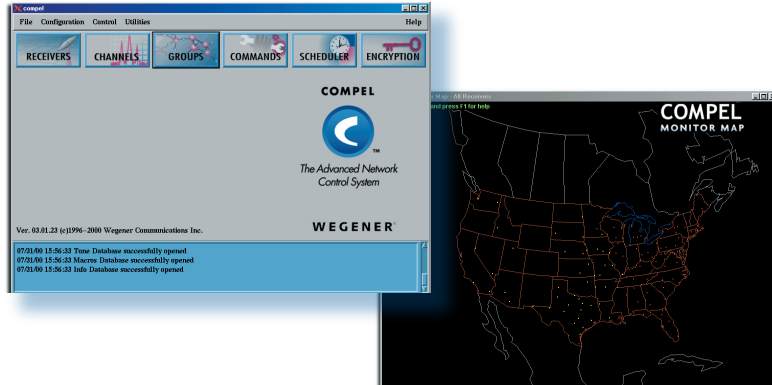 compel
File Configuration Control Utilities Help
RECEIVERS CHANNELS GROUPS COMMANDS SCHEDULER ENCRYPTION
COMPEL
TM
The Advanced Network
Control System
WEGENER®
Ver. 03.01.23 (c)1996-2000 Wegener Communications Inc.
07/31/00 15:56:33 Tune Database successfully opened
07/31/00 15:56:33 Macros Database successfully opened
07/31/00 15:56:33 Info Database successfully opened
Map - All Receivers
and press F1 for help
COMPEL
MONITOR MAP